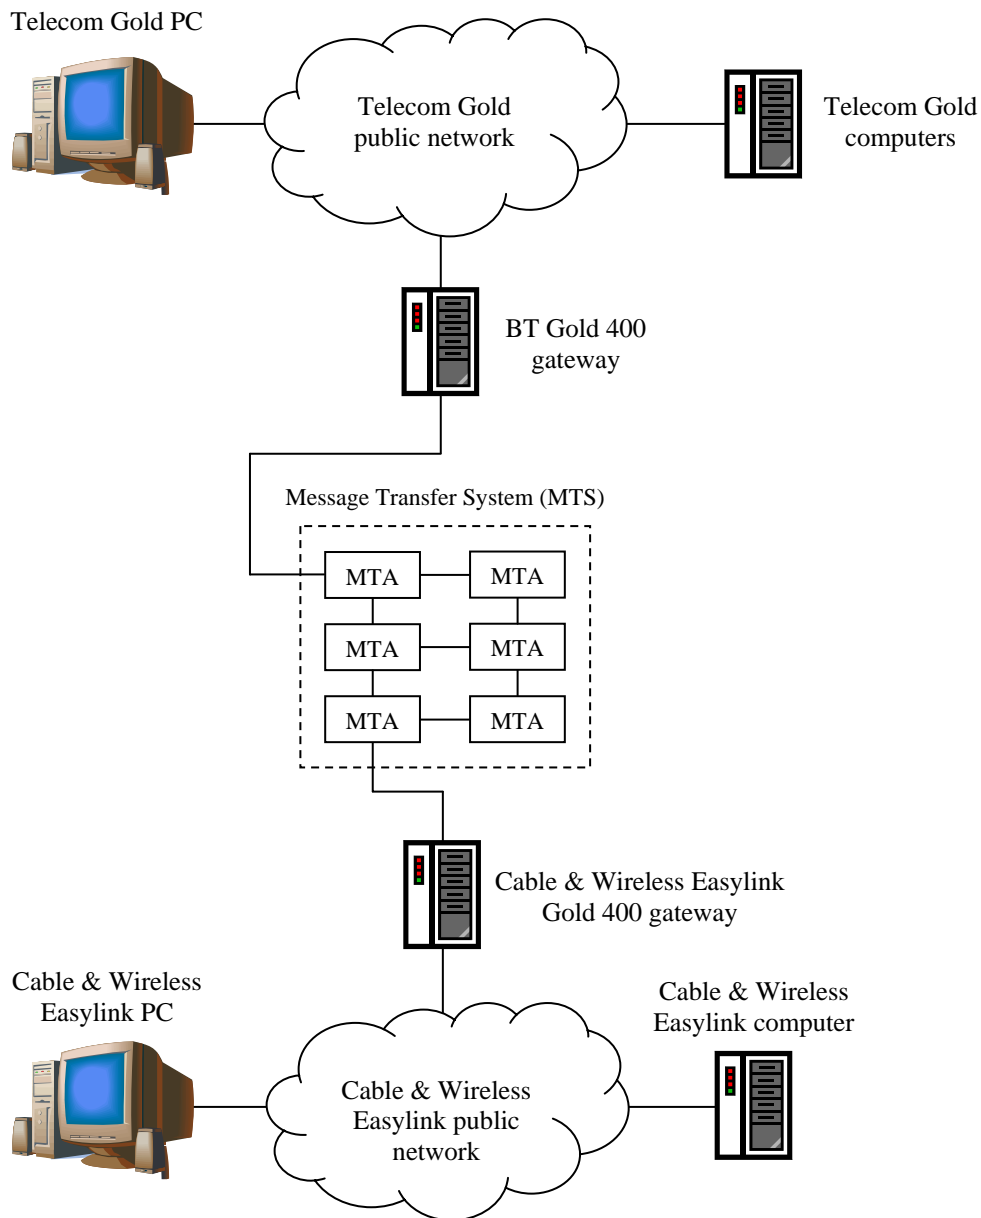 Telecom Gold PC
Telecom Gold
public network
Telecom Gold
computers
BT Gold 400
gateway
Message Transfer System (MTS)
MTA
MTA
MTA
MTA
MTA
MTA
Cable & Wireless Easylink
Gold 400 gateway
Cable & Wireless
Easylink PC
Cable & Wireless
Easylink computer
Cable & Wireless
Easylink public
network